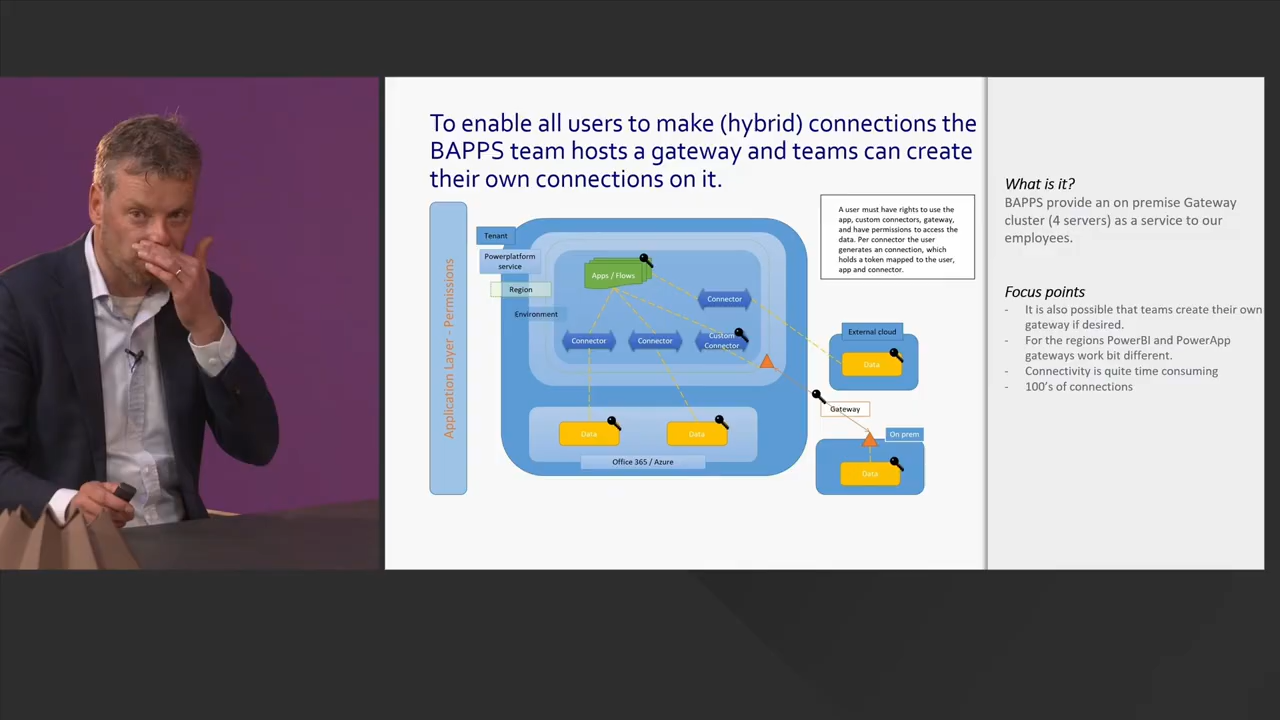 To enable all users to make (hybrid) connections the
BAPPS team hosts a gateway and teams can create
their own connections on it.
Application Layer - Permissions
Tenant
Powerplatform
service
Region
Environment
Apps / Flows
Connector
Connector
Connector
Custom
Connector
Data
Data
Office 365 / Azure
A user must have rights to use the
app, custom connectors, gateway,
and have permissions to access the
data. Per connector the user
generates an connection, which
holds a token mapped to the user,
app and connector.
External cloud
Data
Gateway
On prem
Data
What is it?
BAPPS provide an on premise Gateway
cluster (4 servers) as a service to our
employees.
Focus points
- It is also possible that teams create their own
gateway if desired.
- For the regions PowerBI and PowerApp
gateways work bit different.
- Connectivity is quite time consuming
- 100's of connections